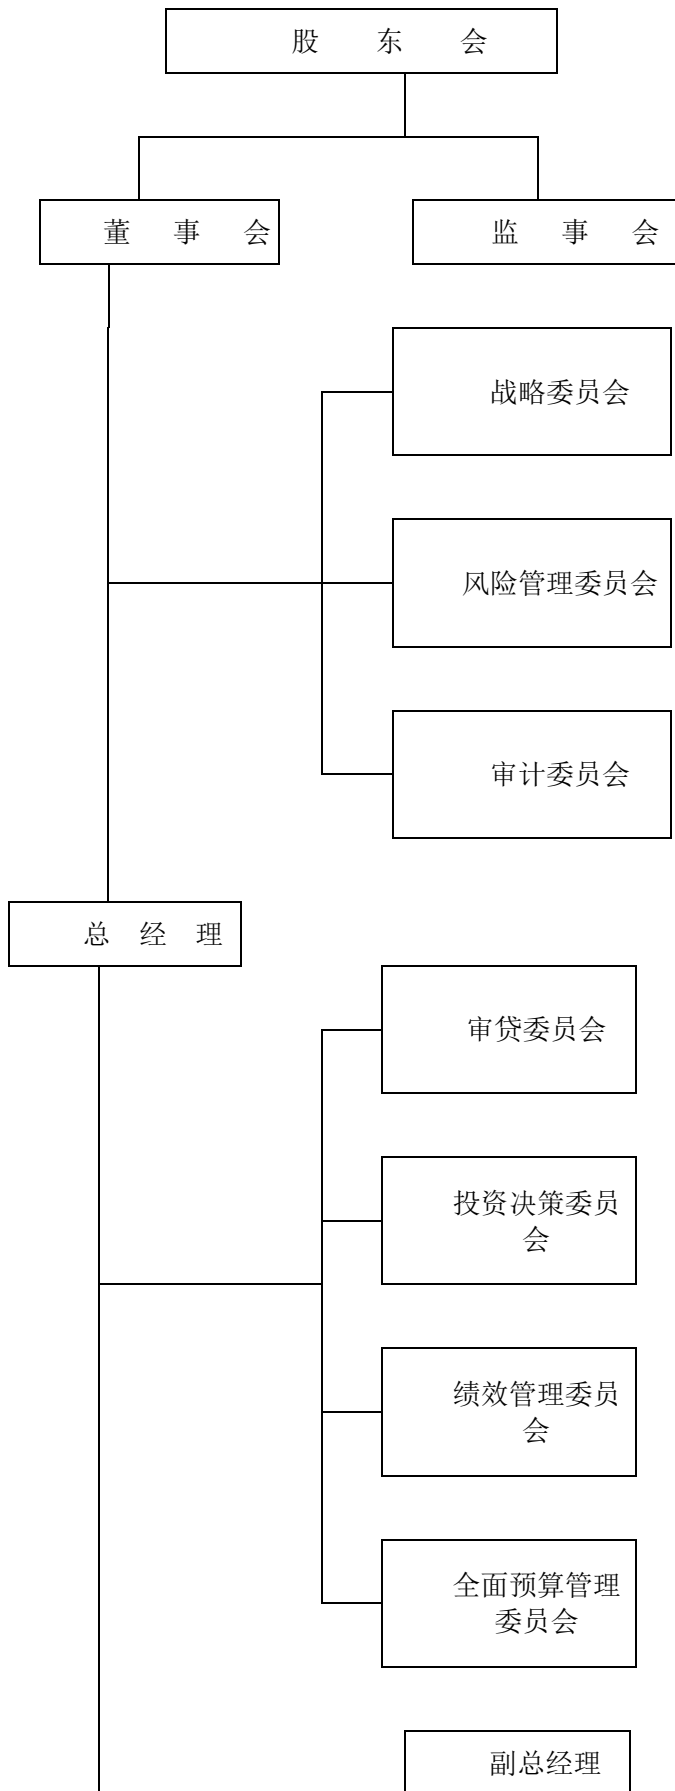 股 东 会
董 事 会
监 事 会
战略委员会
风险管理委员会
审计委员会
总 经 理
审贷委员会
投资决策委员
会
绩效管理委员
会
全面预算管理
委员会
副总经理